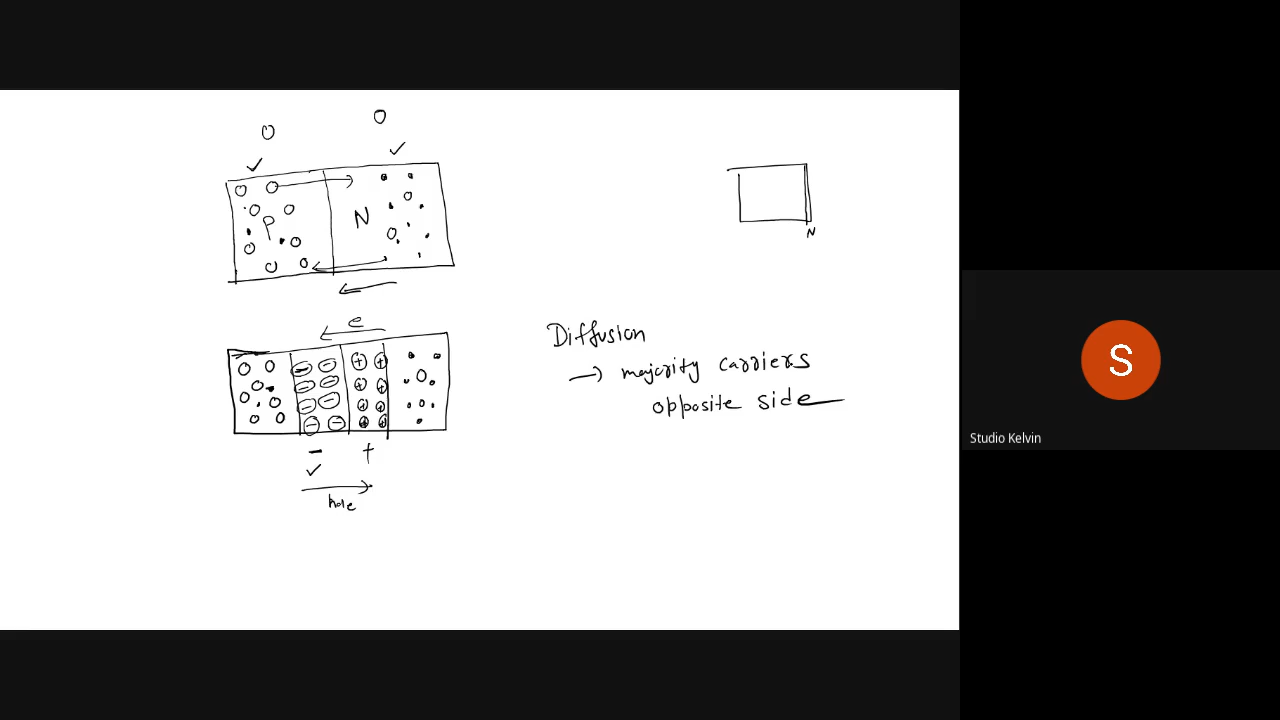 P N
N
e
Diffusion
→ majority carriers
opposite side
- +
hole
S
Studio Kelvin